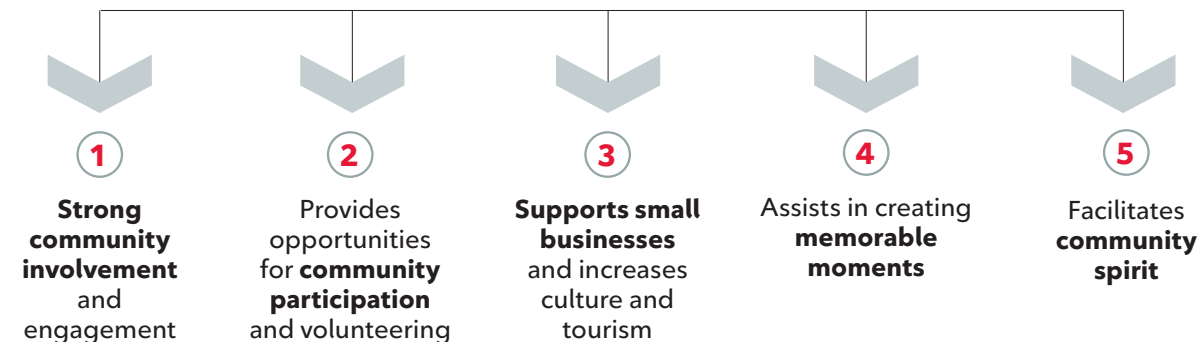 1
Strong
community
involvement
and
engagement
2
Provides
opportunities
for community
participation
and volunteering
3
Supports small
businesses
and increases
culture and
tourism
4
Assists in creating
memorable
moments
5
Facilitates
community
spirit